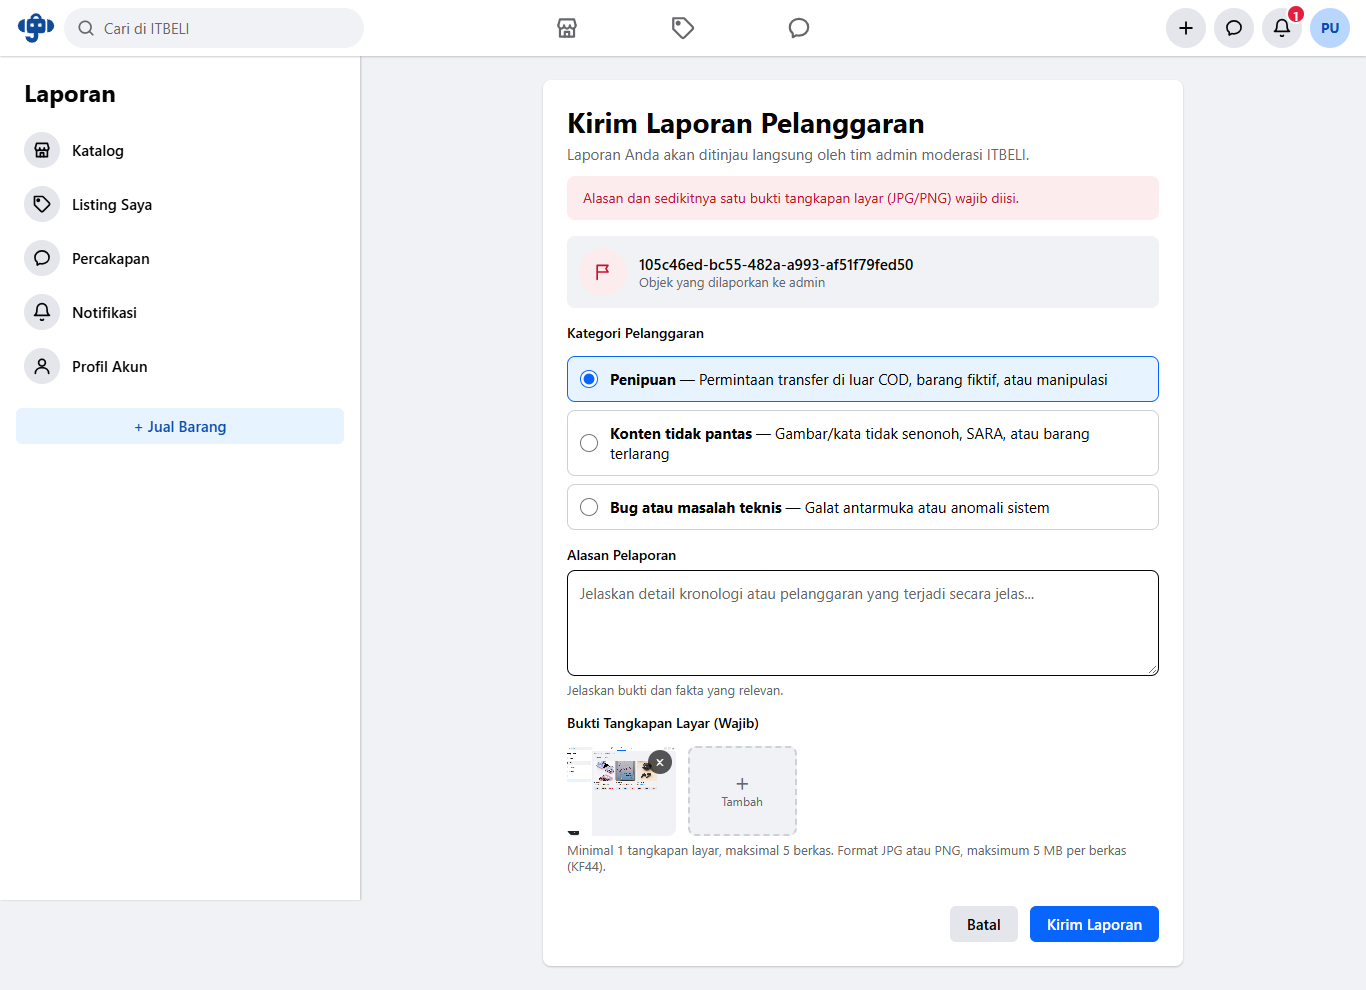 Cari di ITBELI
1
PU
Laporan
Katalog
Listing Saya
Percakapan
Notifikasi
Profil Akun
+ Jual Barang
Kirim Laporan Pelanggaran
Laporan Anda akan ditinjau langsung oleh tim admin moderasi ITBELI.
Alasan dan sedikitnya satu bukti tangkapan layar (JPG/PNG) wajib diisi.
105c46ed-bc55-482a-a993-af51f79fed50
Objek yang dilaporkan ke admin
Kategori Pelanggaran
Penipuan — Permintaan transfer di luar COD, barang fiktif, atau manipulasi
Konten tidak pantas — Gambar/kata tidak senonoh, SARA, atau barang
terlarang
Bug atau masalah teknis — Galat antarmuka atau anomali sistem
Alasan Pelaporan
Jelaskan detail kronologi atau pelanggaran yang terjadi secara jelas...
Jelaskan bukti dan fakta yang relevan.
Bukti Tangkapan Layar (Wajib)
+
Tambah
Minimal 1 tangkapan layar, maksimal 5 berkas. Format JPG atau PNG, maksimum 5 MB per berkas
(KF44).
Batal
Kirim Laporan